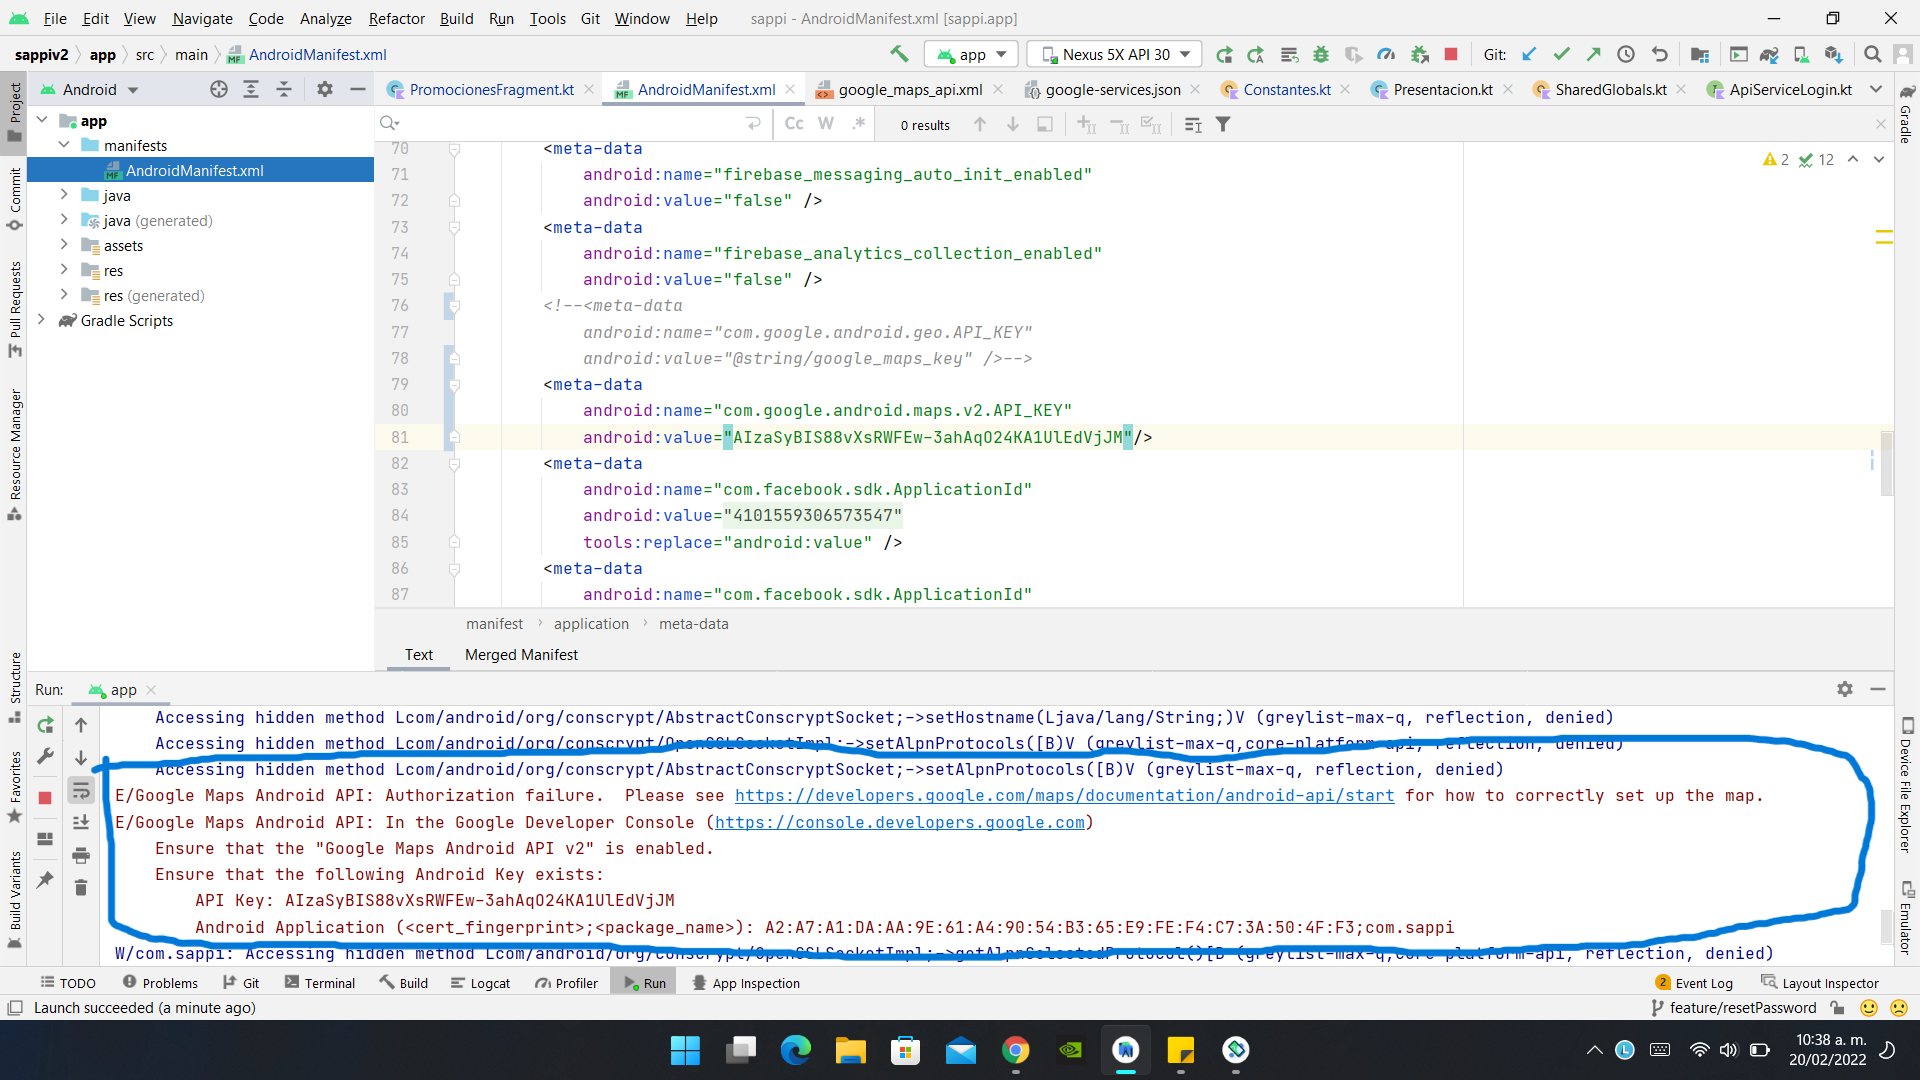 File Edit View Navigate Code Analyze Refactor Build Run Tools Git Window Help sappi - AndroidManifest.xml [sappi.app]
sappiv2 app src main AndroidManifest.xml app Nexus 5X API 30 Git:
Android PromocionesFragment.kt AndroidManifest.xml google_maps_api.xml google-services.json Constantes.kt Presentacion.kt SharedGlobals.kt ApiServiceLogin.kt
Cc W .* 0 results
Project
Commit
Pull Requests
Resource Manager
Structure
Favorites
Build Variants
app
manifests
AndroidManifest.xml
java
java (generated)
assets
res
res (generated)
Gradle Scripts
2 12
70 <meta-data
71 android:name="firebase_messaging_auto_init_enabled"
72 android:value="false" />
73 <meta-data
74 android:name="firebase_analytics_collection_enabled"
75 android:value="false" />
76 <!--<meta-data
77 android:name="com.google.android.geo.API_KEY"
78 android:value="@string/google_maps_key" />-->
79 <meta-data
80 android:name="com.google.android.maps.v2.API_KEY"
81 android:value="AIzaSyBIS88vXsRWFEw-3ahAqO24KA1UlEdVjJM"/>
82 <meta-data
83 android:name="com.facebook.sdk.ApplicationId"
84 android:value="4101559306573547"
85 tools:replace="android:value" />
86 <meta-data
87 android:name="com.facebook.sdk.ApplicationId"
manifest application meta-data
Text Merged Manifest
Gradle
Device File Explorer
Emulator
Run: app
Accessing hidden method Lcom/android/org/conscrypt/AbstractConscryptSocket;->setHostname(Ljava/lang/String;)V (greylist-max-q, reflection, denied)
Accessing hidden method Lcom/android/org/conscrypt/OpenSSLSocketImpl;->setAlpnProtocols([B)V (greylist-max-q,core-platform-api, reflection, denied)
Accessing hidden method Lcom/android/org/conscrypt/AbstractConscryptSocket;->setAlpnProtocols([B)V (greylist-max-q, reflection, denied)
E/Google Maps Android API: Authorization failure.  Please see https://developers.google.com/maps/documentation/android-api/start for how to correctly set up the map.
E/Google Maps Android API: In the Google Developer Console (https://console.developers.google.com)
Ensure that the "Google Maps Android API v2" is enabled.
Ensure that the following Android Key exists:
API Key: AIzaSyBIS88vXsRWFEw-3ahAqO24KA1UlEdVjJM
Android Application (<cert_fingerprint>;<package_name>): A2:A7:A1:DA:AA:9E:61:A4:90:54:B3:65:E9:FE:F4:C7:3A:50:4F:F3;com.sappi
W/com.sappi: Accessing hidden method Lcom/android/org/conscrypt/OpenSSLSocketImpl;->getAlpnSelectedProtocol()[B (greylist-max-q,core-platform-api, reflection, denied)
TODO Problems Git Terminal Build Logcat Profiler Run App Inspection 2 Event Log Layout Inspector
Launch succeeded (a minute ago) feature/resetPassword
10:38 a. m.
20/02/2022